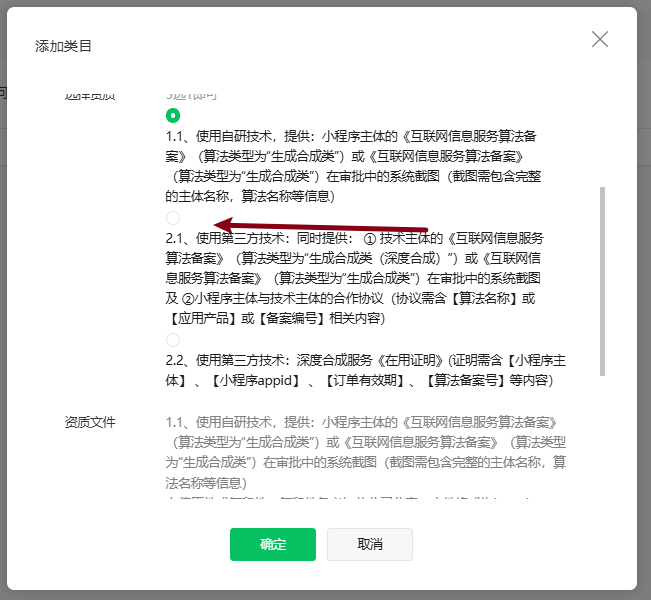 添加类目
选择资质
3选1即可
1.1、使用自研技术，提供：小程序主体的《互联网信息服务算法备
案》（算法类型为“生成合成类”）或《互联网信息服务算法备案》
（算法类型为“生成合成类”）在审批中的系统截图（截图需包含完整
的主体名称，算法名称等信息）
2.1、使用第三方技术：同时提供： ① 技术主体的《互联网信息服务
算法备案》（算法类型为“生成合成类（深度合成）”）或《互联网信
息服务算法备案》（算法类型为“生成合成类”）在审批中的系统截图
及 ②小程序主体与技术主体的合作协议（协议需含【算法名称】或
【应用产品】或【备案编号】相关内容）
2.2、使用第三方技术：深度合成服务《在用证明》(证明需含【小程序主
体】 、【小程序appid】 、【订单有效期】 、【算法备案号】等内容）
资质文件
1.1、使用自研技术，提供：小程序主体的《互联网信息服务算法备案》
（算法类型为“生成合成类”）或《互联网信息服务算法备案》（算法类型
为“生成合成类”）在审批中的系统截图（截图需包含完整的主体名称，算
法名称等信息）
确定
取消